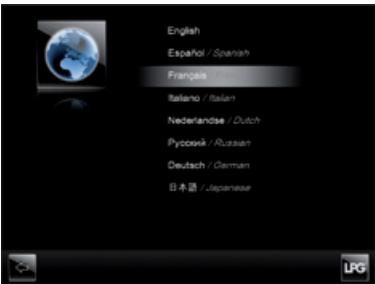 English
Español / Spanish
Français
Italiano / Italian
Nederlandse / Dutch
Русский / Russian
Deutsch / German
日本語 / Japanese
LPG